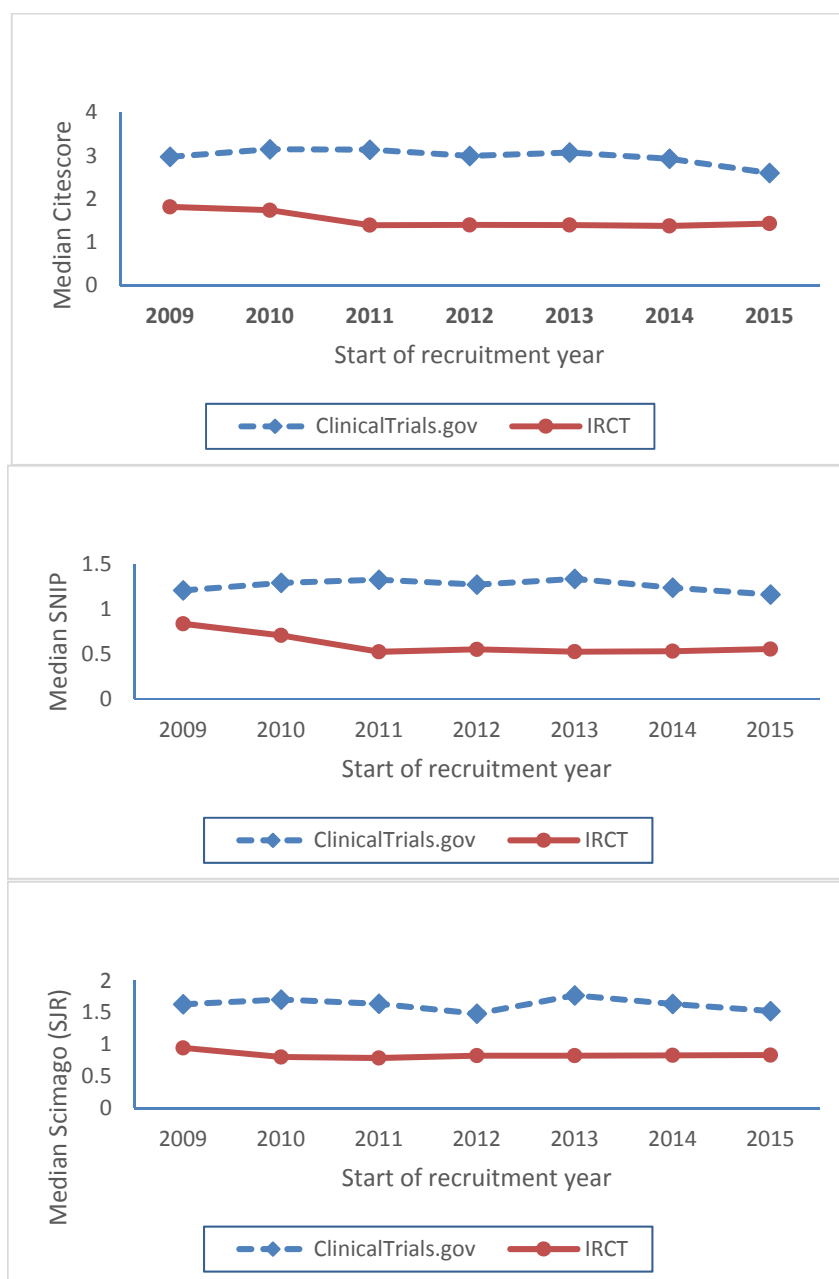 Median Citescore
4
3
2
1
0
2009 2010 2011 2012 2013 2014 2015
Start of recruitment year
ClinicalTrials.gov IRCT
Median SNIP
1.5
1
0.5
0
2009 2010 2011 2012 2013 2014 2015
Start of recruitment year
ClinicalTrials.gov IRCT
Median Scimago (SJR)
2
1.5
1
0.5
0
2009 2010 2011 2012 2013 2014 2015
Start of recruitment year
ClinicalTrials.gov IRCT